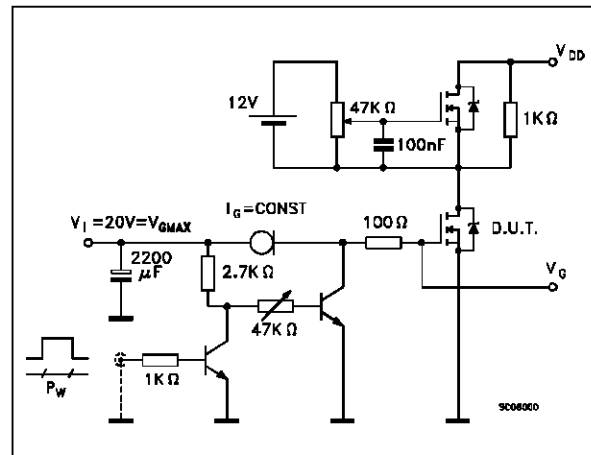 V_DD
12V
47K Ω
100nF
1K Ω
V_I =20V=V_GMAX
I_G=CONST
100Ω
D.U.T.
2200
μF
2.7K Ω
V_G
47K Ω
1K Ω
P_W
SC06000